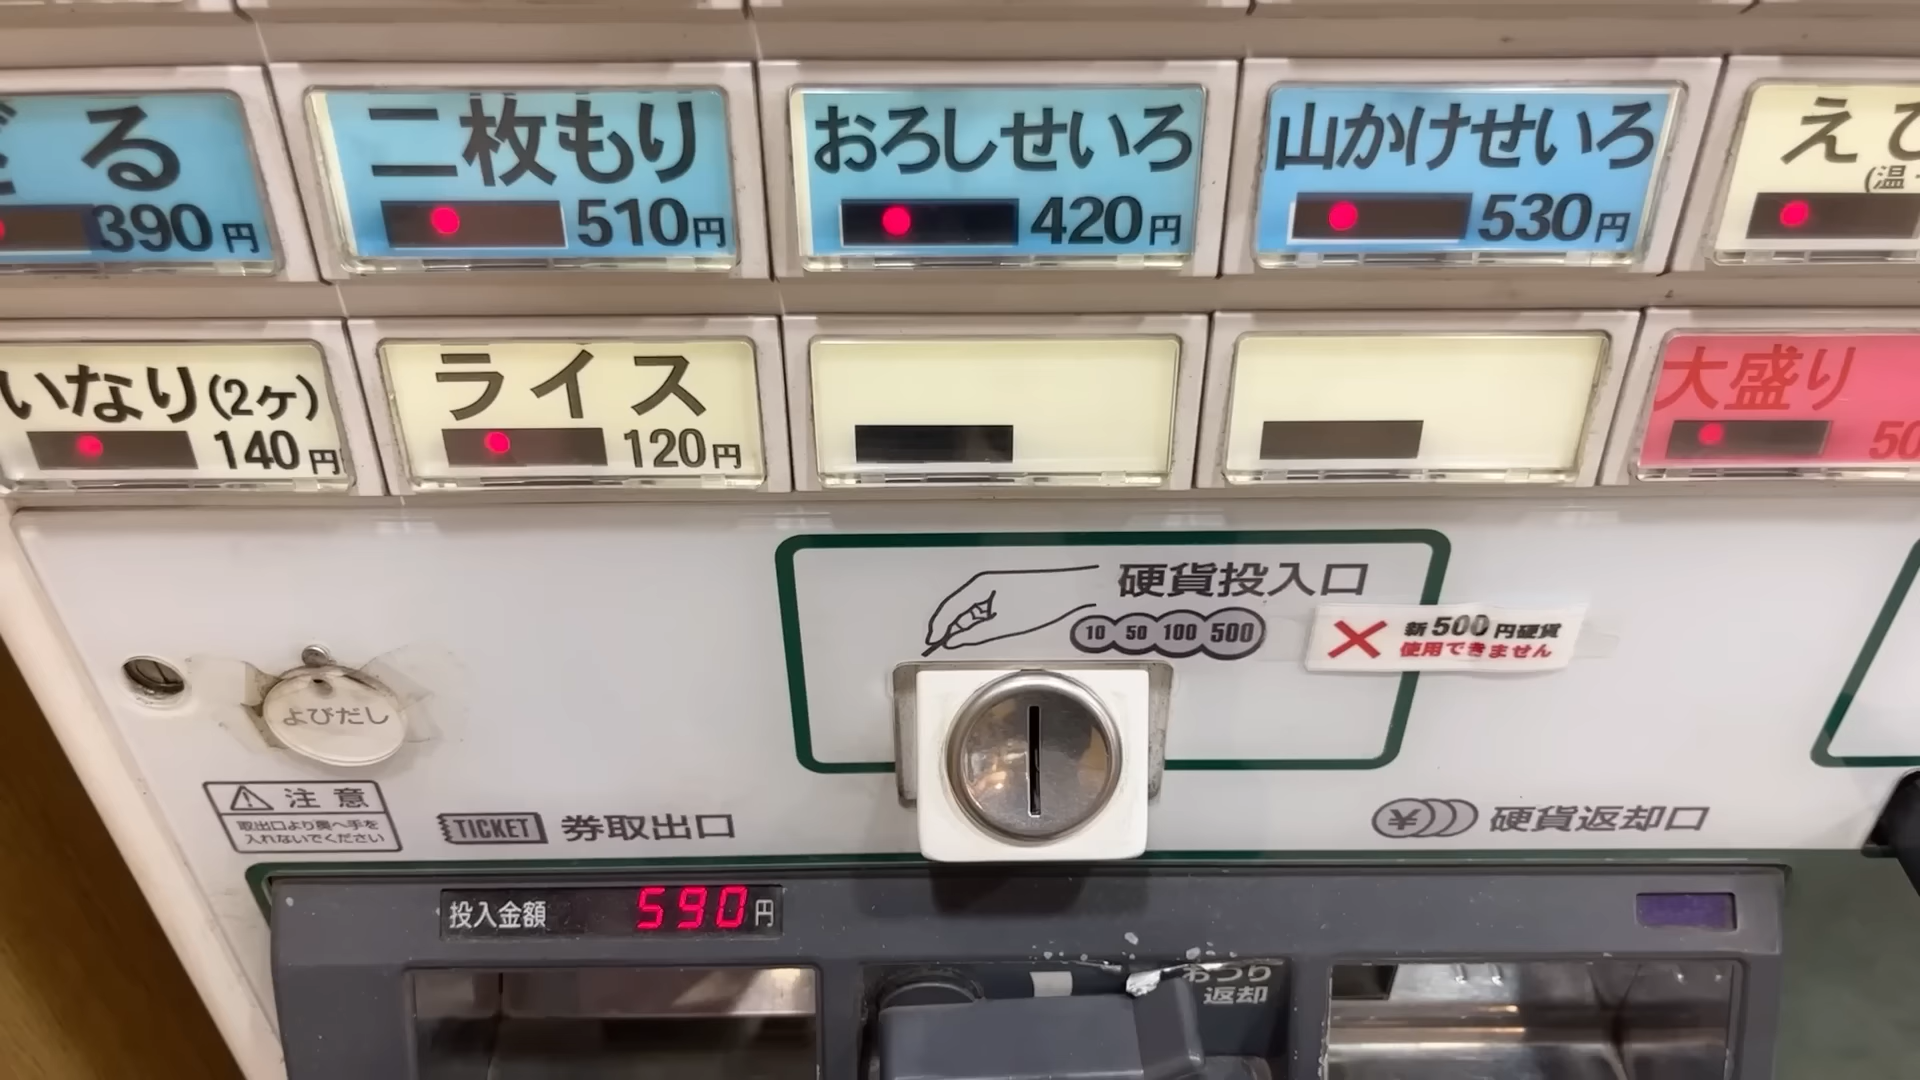 る
390円
二枚もり
510円
おろしせいろ
420円
山かけせいろ
530円
え
(温
いなり(2ケ)
140円
ライス
120円
大盛り
50
硬貨投入口
10 50 100 500
新500円硬貨
使用できません
よびだし
注意
取出口より奥へ手を
入れないでください
TICKET 券取出口
硬貨返却口
投入金額 590円
おつり
返却